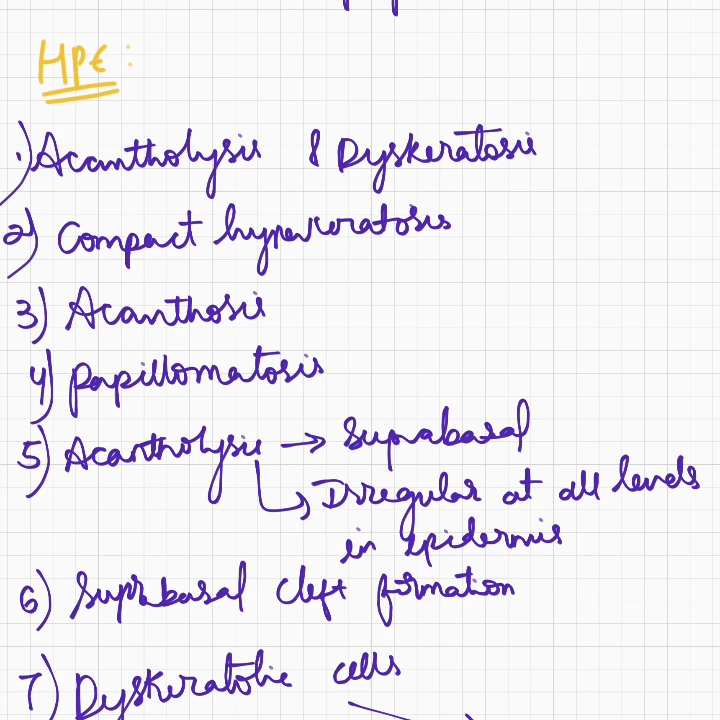 HPE :
1) Acantholysis & Dyskeratosis
2) Compact hyperkeratosis
3) Acanthosis
4) Papillomatosis
5) Acantholysis → Suprabasal
↳ Irregular at all levels
in epidermis
6) Suprabasal cleft formation
7) Dyskeratotic cells